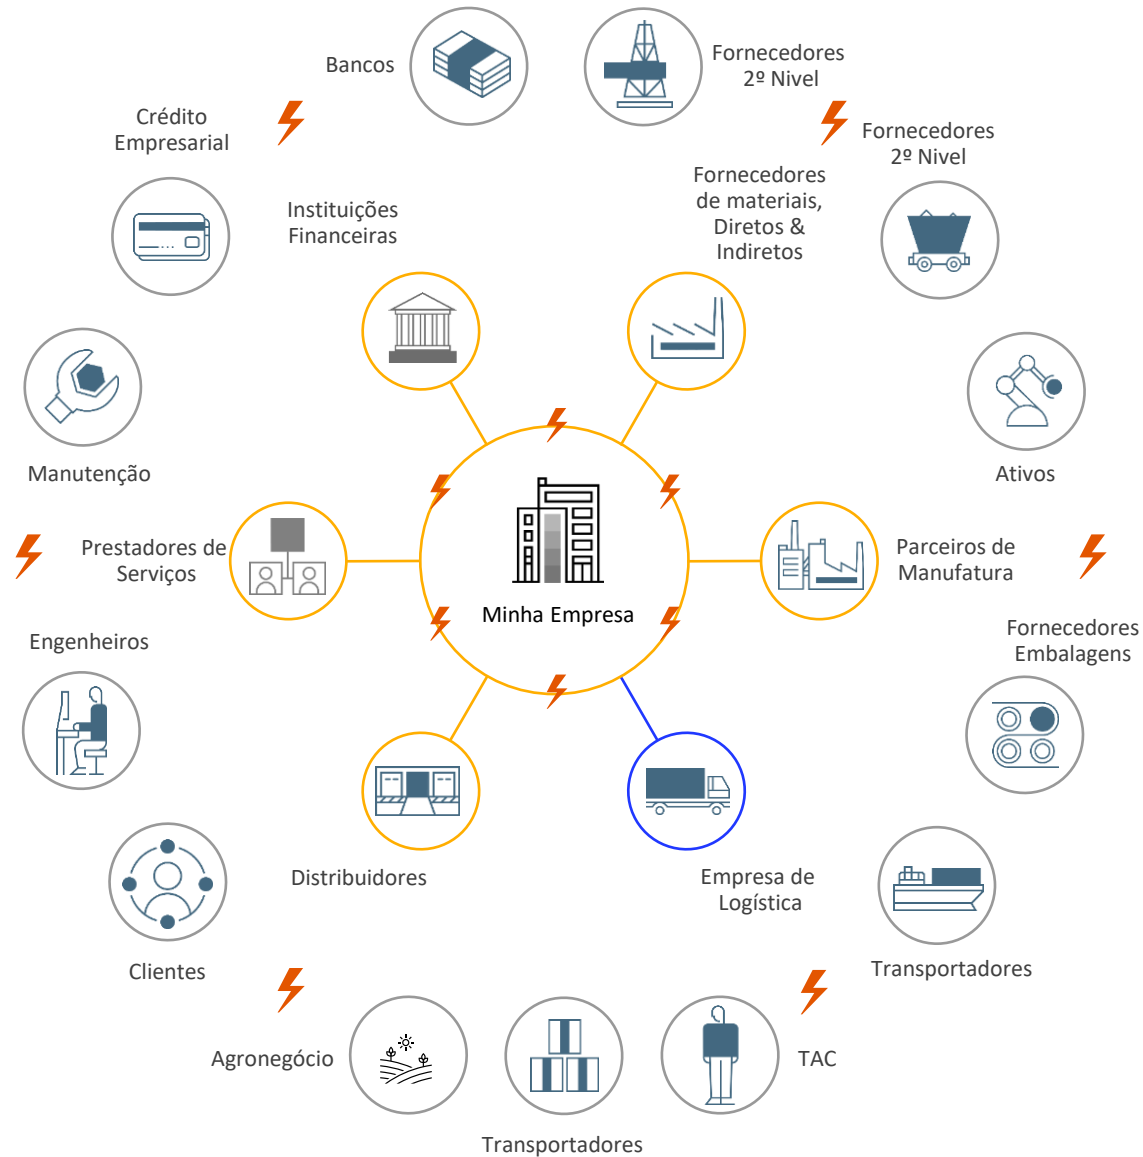 Bancos
Fornecedores
2º Nivel
Crédito
Empresarial
Fornecedores
2º Nivel
Instituições
Financeiras
Fornecedores
de materiais,
Diretos &
Indiretos
Manutenção
Ativos
Prestadores de
Serviços
Minha Empresa
Parceiros de
Manufatura
Engenheiros
Fornecedores
Embalagens
Distribuidores
Empresa de
Logística
Clientes
Transportadores
Agronegócio
TAC
Transportadores